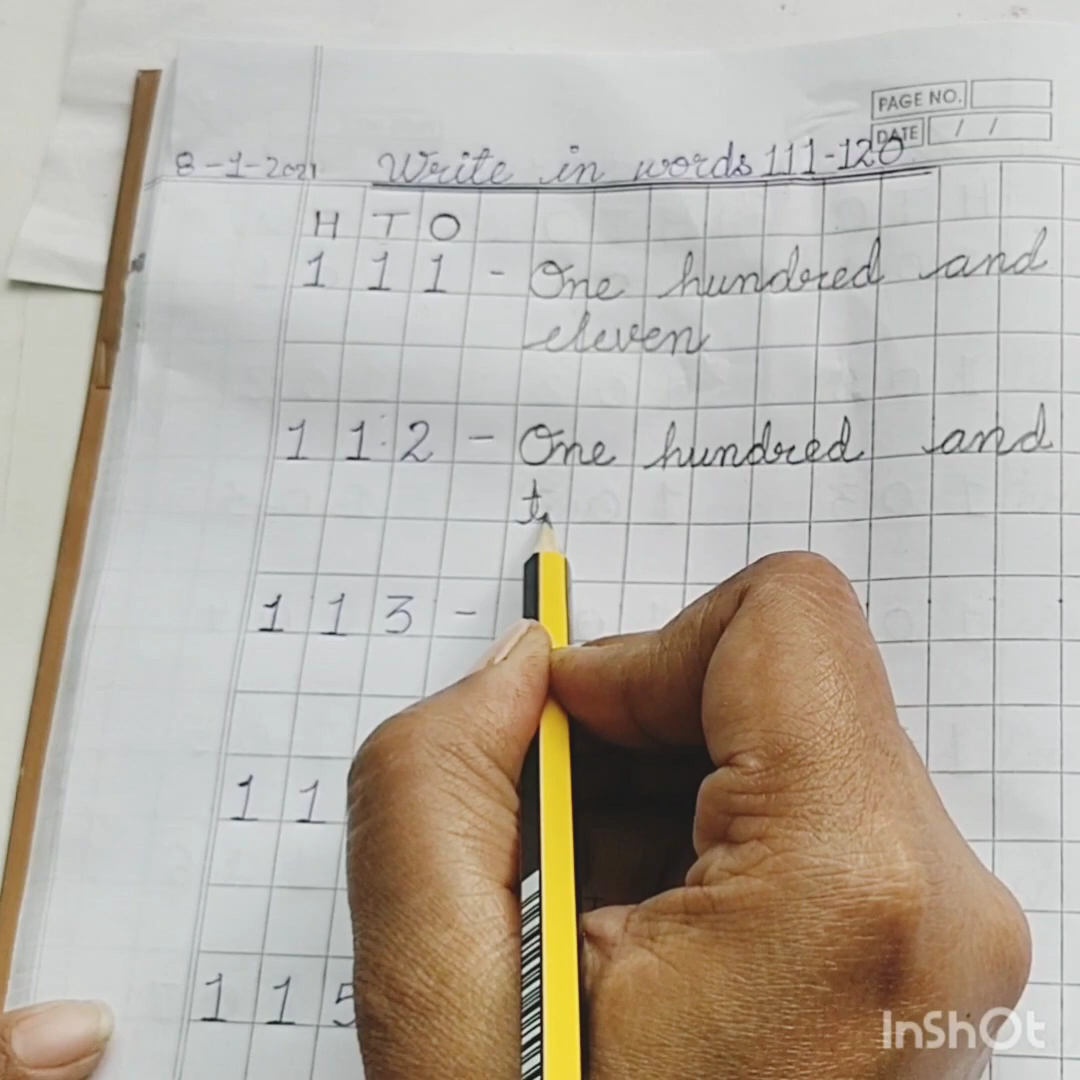 PAGE NO.
DATE / /
8-1-2021 Write in words 111-120
H T O
1 1 1 - One hundred and
eleven
1 1 2 - One hundred and
t
1 1 3 -
1 1
1 1 5
InShOt